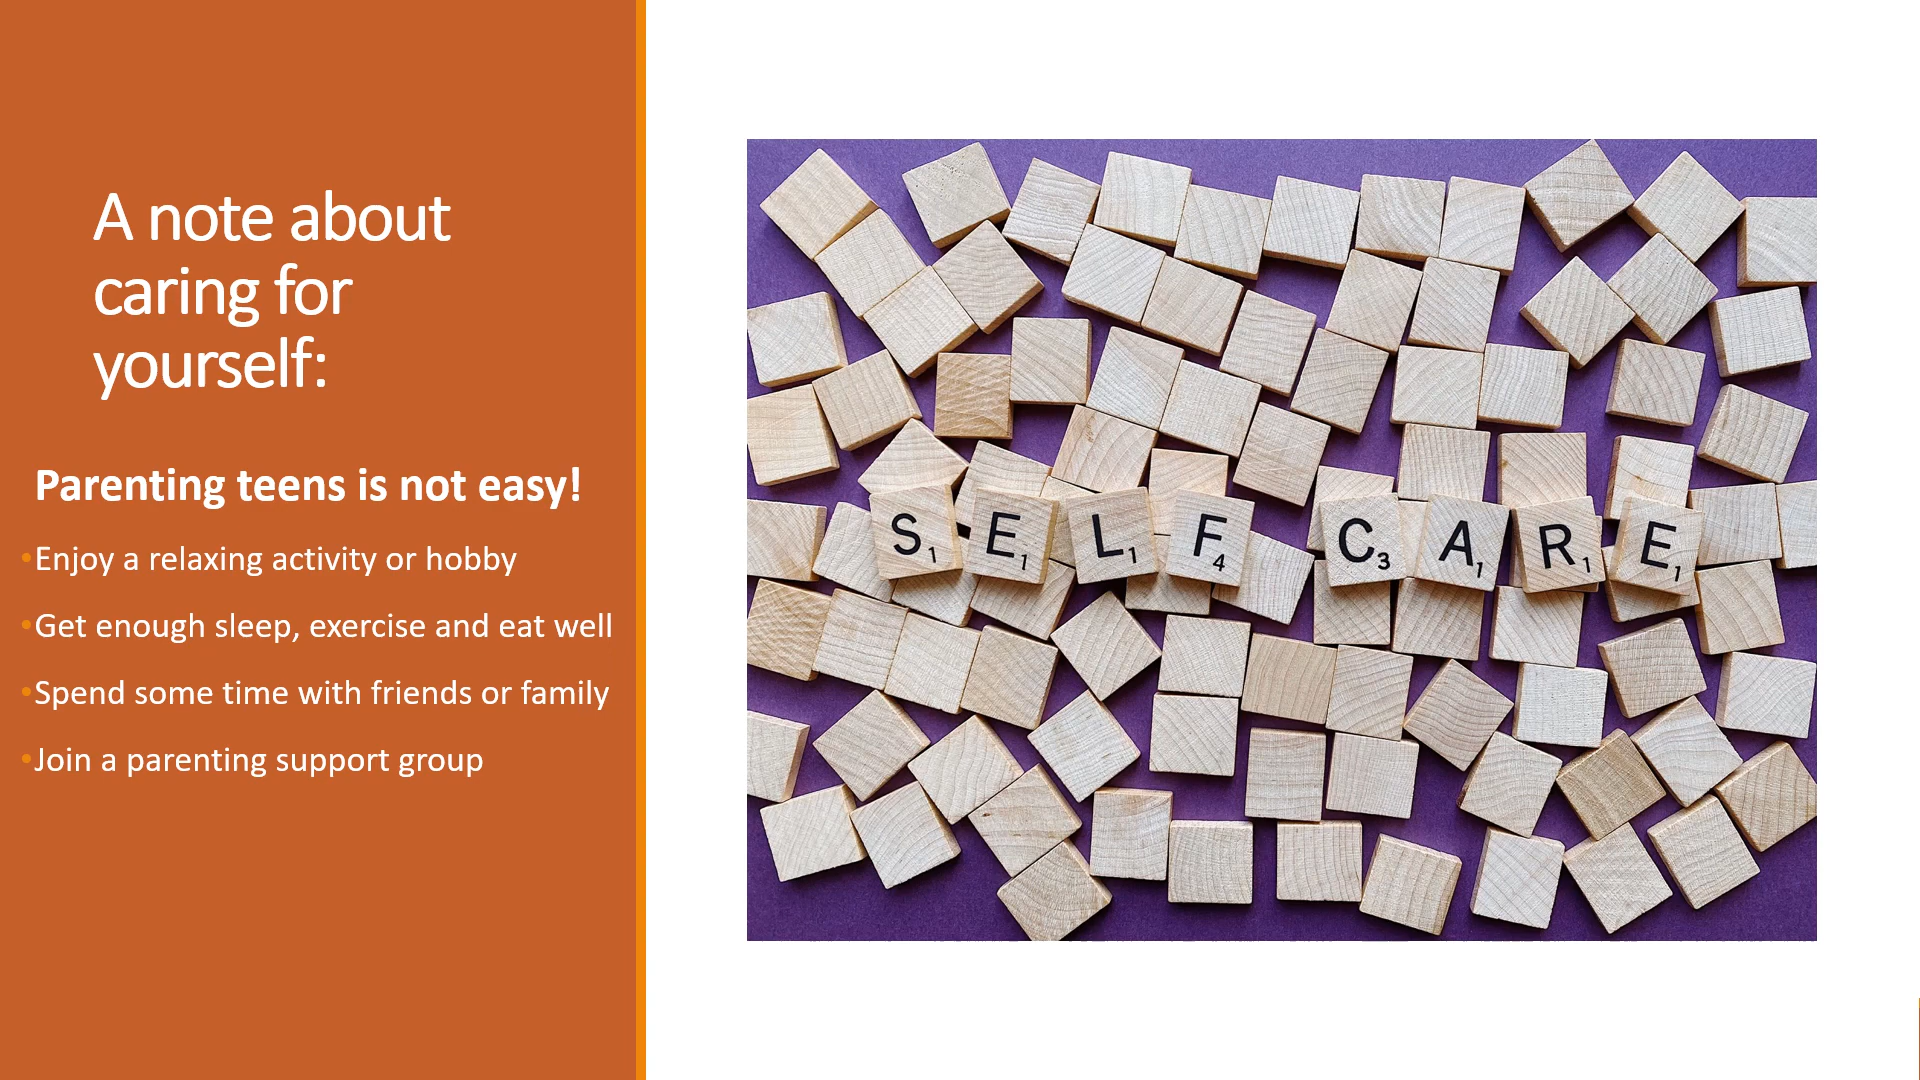 A note about
caring for
yourself:
Parenting teens is not easy!
•Enjoy a relaxing activity or hobby
•Get enough sleep, exercise and eat well
•Spend some time with friends or family
•Join a parenting support group
S1 E1 L1 F4 C3 A1 R1 E1